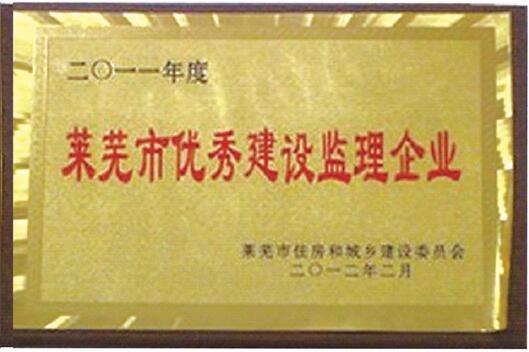 二〇一一年度
莱芜市优秀建设监理企业
莱芜市住房和城乡建设委员会
二〇一二年二月